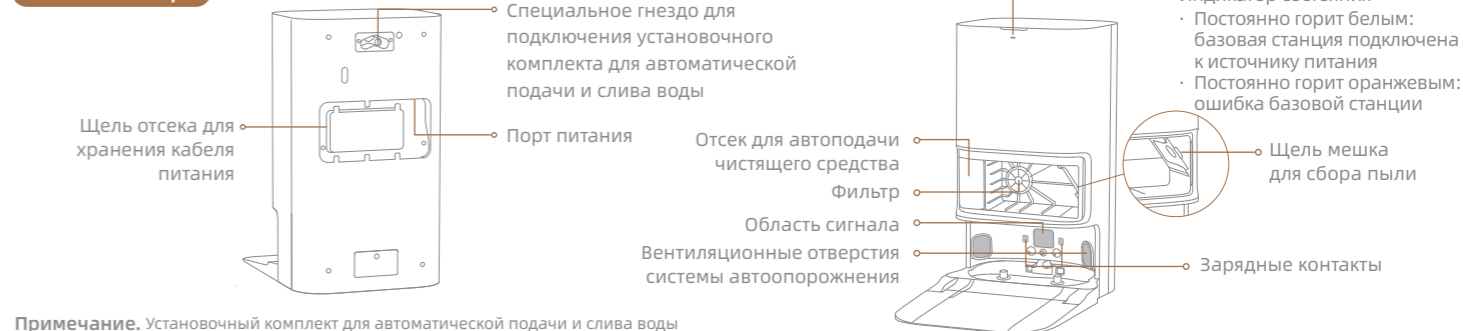 Специальное гнездо для
подключения установочного
комплекта для автоматической
подачи и слива воды
Щель отсека для
хранения кабеля
питания
Порт питания
· Постоянно горит белым:
базовая станция подключена
к источнику питания
· Постоянно горит оранжевым:
ошибка базовой станции
Отсек для автоподачи
чистящего средства
Фильтр
Область сигнала
Вентиляционные отверстия
системы автоопорожнения
Щель мешка
для сбора пыли
Зарядные контакты
Примечание. Установочный комплект для автоматической подачи и слива воды